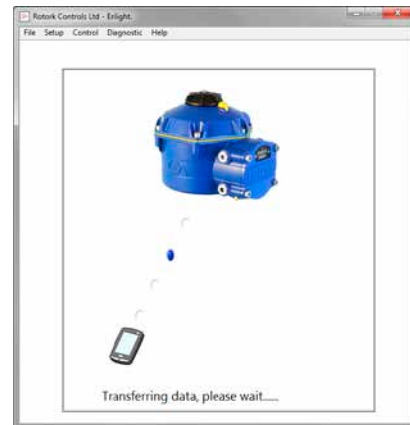 Rotork Controls Ltd - Enlight.
File Setup Control Diagnostic Help
Transferring data, please wait......